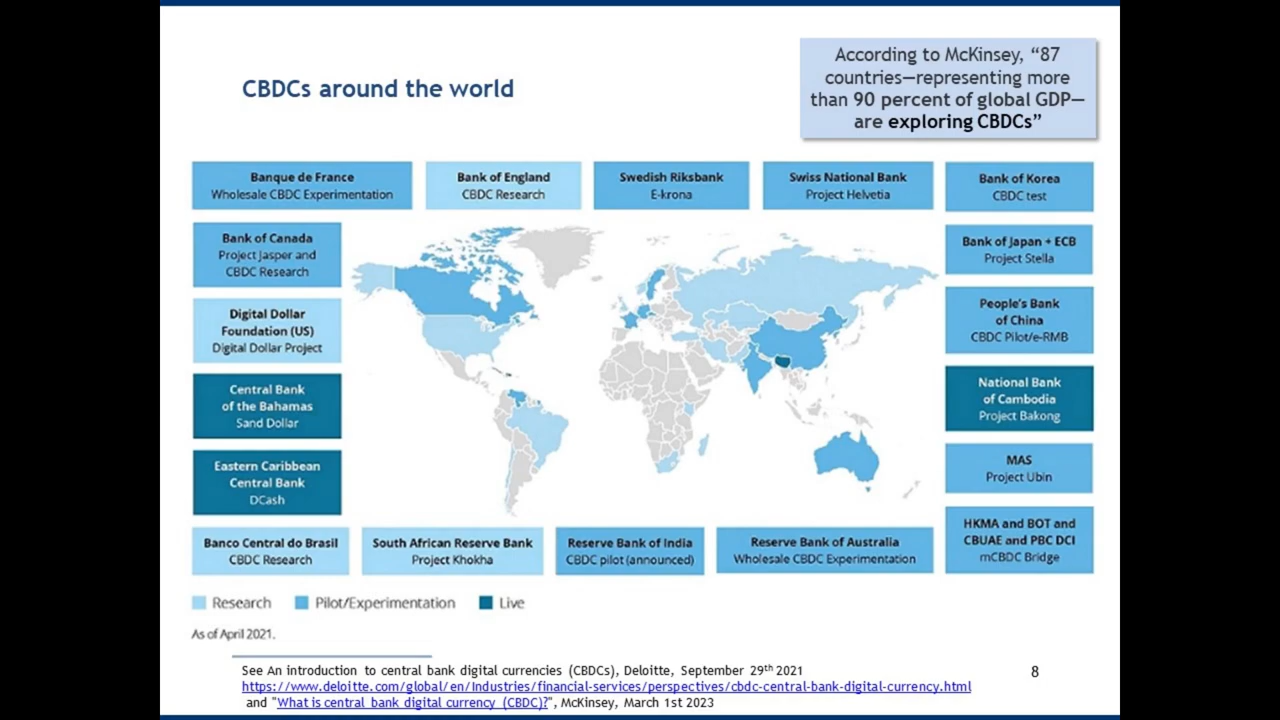 CBDCs around the world
According to McKinsey, “87
countries—representing more
than 90 percent of global GDP—
are exploring CBDCs”
Banque de France
Wholesale CBDC Experimentation
Bank of England
CBDC Research
Swedish Riksbank
E-krona
Swiss National Bank
Project Helvetia
Bank of Korea
CBDC test
Bank of Canada
Project Jasper and
CBDC Research
Digital Dollar
Foundation (US)
Digital Dollar Project
Central Bank
of the Bahamas
Sand Dollar
Eastern Caribbean
Central Bank
DCash
Bank of Japan + ECB
Project Stella
People's Bank
of China
CBDC Pilot/e-RMB
National Bank
of Cambodia
Project Bakong
MAS
Project Ubin
HKMA and BOT and
CBUAE and PBC DCI
mCBDC Bridge
Banco Central do Brasil
CBDC Research
South African Reserve Bank
Project Khokha
Reserve Bank of India
CBDC pilot (announced)
Reserve Bank of Australia
Wholesale CBDC Experimentation
Research Pilot/Experimentation Live
As of April 2021.
See An introduction to central bank digital currencies (CBDCs), Deloitte, September 29th 2021
https://www.deloitte.com/global/en/Industries/financial-services/perspectives/cbdc-central-bank-digital-currency.html
and "What is central bank digital currency (CBDC)?", McKinsey, March 1st 2023
8